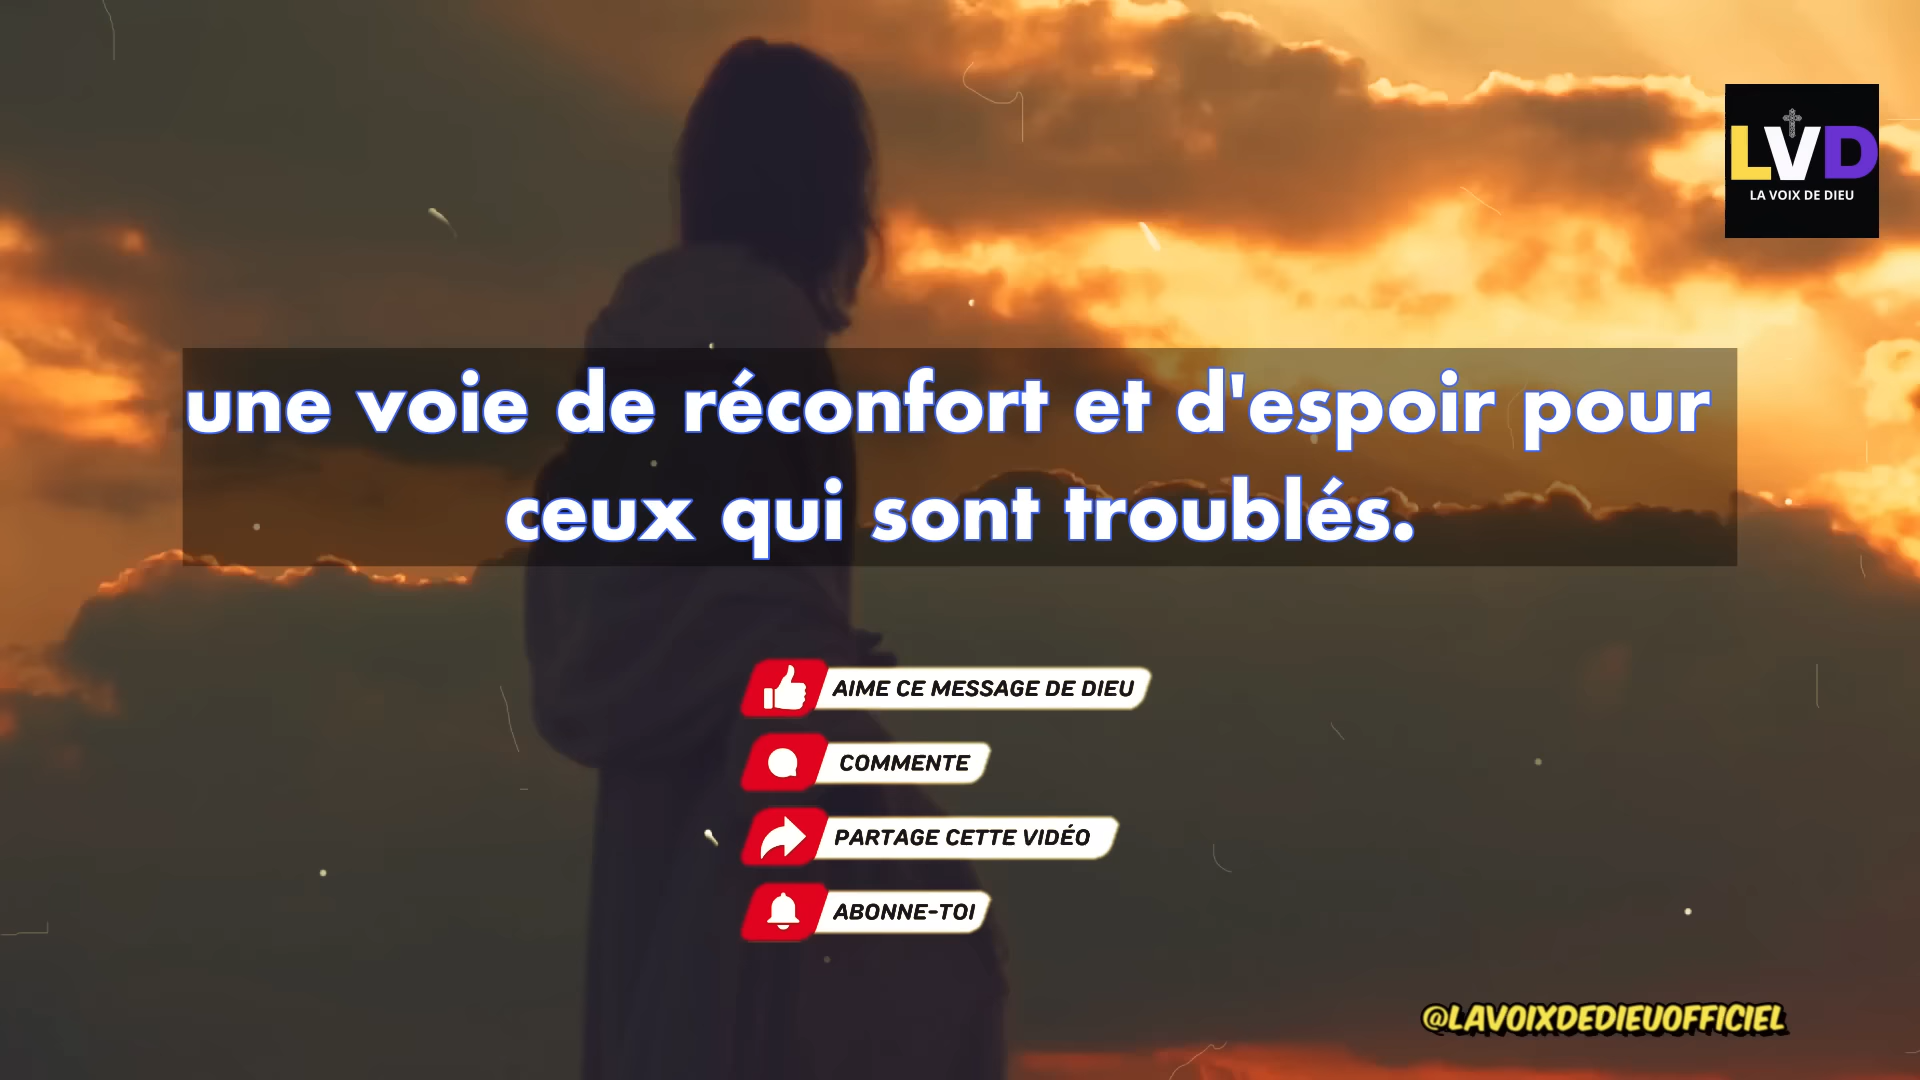 LVD
LA VOIX DE DIEU
une voie de réconfort et d'espoir pour
ceux qui sont troublés.
AIME CE MESSAGE DE DIEU
COMMENTE
PARTAGE CETTE VIDÉO
ABONNE-TOI
@LAVOIXDEDIEUOFFICIEL